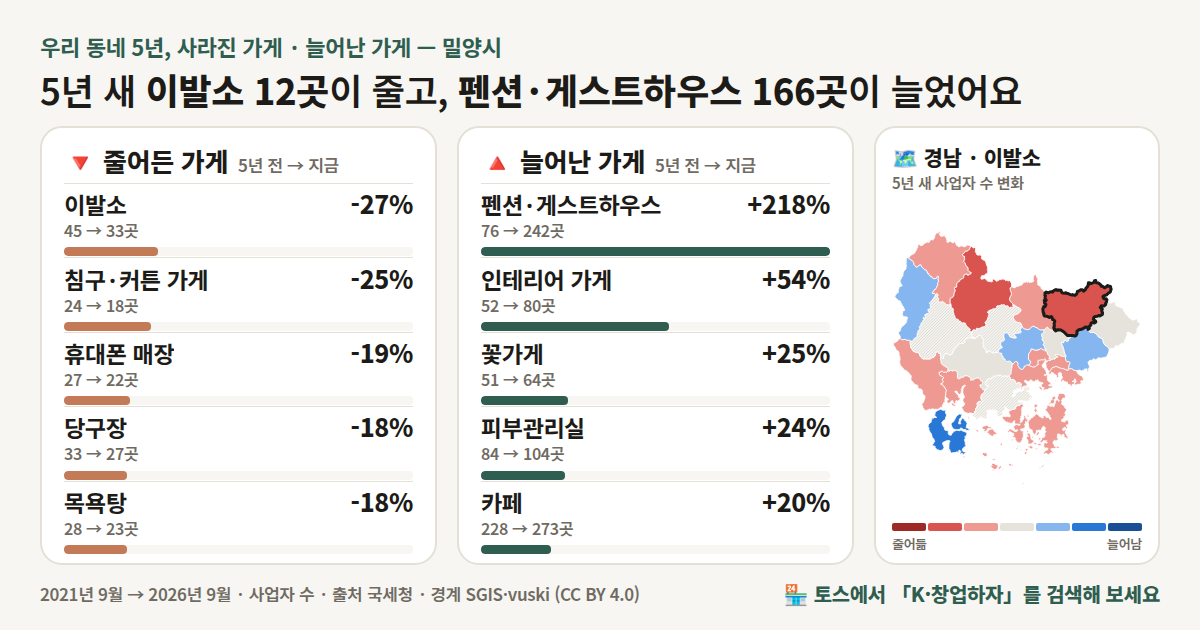 우리 동네 5년, 사라진 가게 · 늘어난 가게 — 밀양시
5년 새 이발소 12곳이 줄고, 펜션·게스트하우스 166곳이 늘었어요
줄어든 가게 5년 전 → 지금
이발소 -27%
45 → 33곳
침구·커튼 가게 -25%
24 → 18곳
휴대폰 매장 -19%
27 → 22곳
당구장 -18%
33 → 27곳
목욕탕 -18%
28 → 23곳
늘어난 가게 5년 전 → 지금
펜션·게스트하우스 +218%
76 → 242곳
인테리어 가게 +54%
52 → 80곳
꽃가게 +25%
51 → 64곳
피부관리실 +24%
84 → 104곳
카페 +20%
228 → 273곳
경남 · 이발소
5년 새 사업자 수 변화
줄어듦 늘어남
2021년 9월 → 2026년 9월 · 사업자 수 · 출처 국세청 · 경계 SGIS·vuski (CC BY 4.0)
토스에서 「K·창업하자」를 검색해 보세요